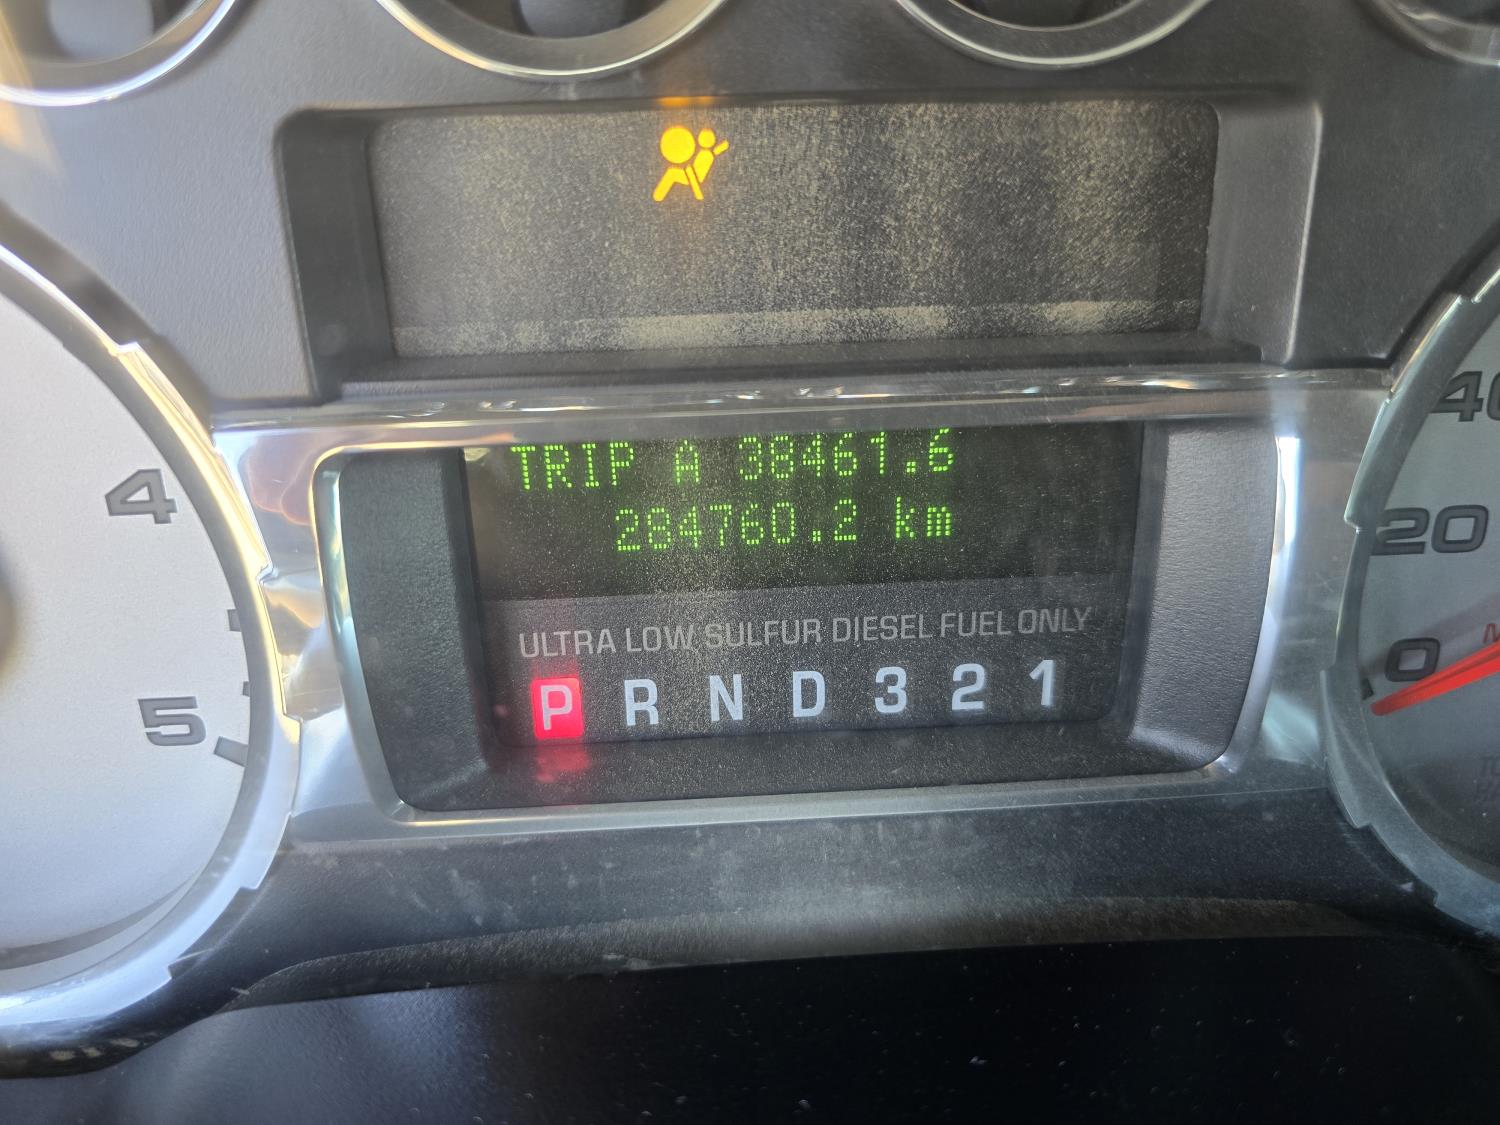 TRIP A 38461.6
284760.2 km
ULTRA LOW SULFUR DIESEL FUEL ONLY
P R N D 3 2 1
4
5
40
20
0